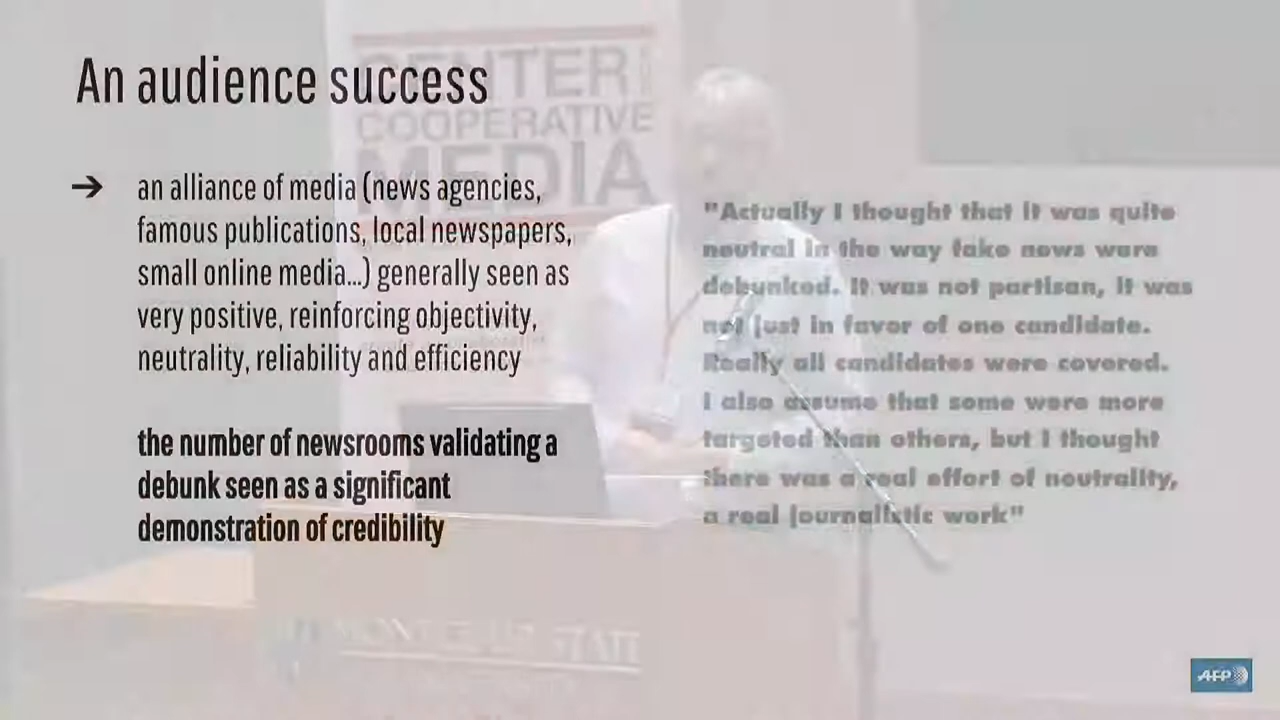 An audience success
➔ an alliance of media (news agencies,
famous publications, local newspapers,
small online media...) generally seen as
very positive, reinforcing objectivity,
neutrality, reliability and efficiency
the number of newsrooms validating a
debunk seen as a significant
demonstration of credibility
"Actually I thought that it was quite
neutral in the way fake news were
debunked. It was not partisan, it was
not just in favor of one candidate.
Really all candidates were covered.
I also assume that some were more
targeted than others, but I thought
there was a real effort of neutrality,
a real journalistic work"
CENTER
COOPERATIVE
MEDIA
MONTCLAIR STATE
AFP